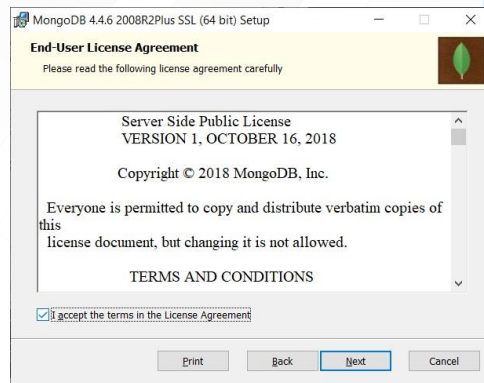 MongoDB 4.4.6 2008R2Plus SSL (64 bit) Setup
End-User License Agreement
Please read the following license agreement carefully
Server Side Public License
VERSION 1, OCTOBER 16, 2018
Copyright © 2018 MongoDB, Inc.
Everyone is permitted to copy and distribute verbatim copies of
this
license document, but changing it is not allowed.
TERMS AND CONDITIONS
I accept the terms in the License Agreement
Print Back Next Cancel